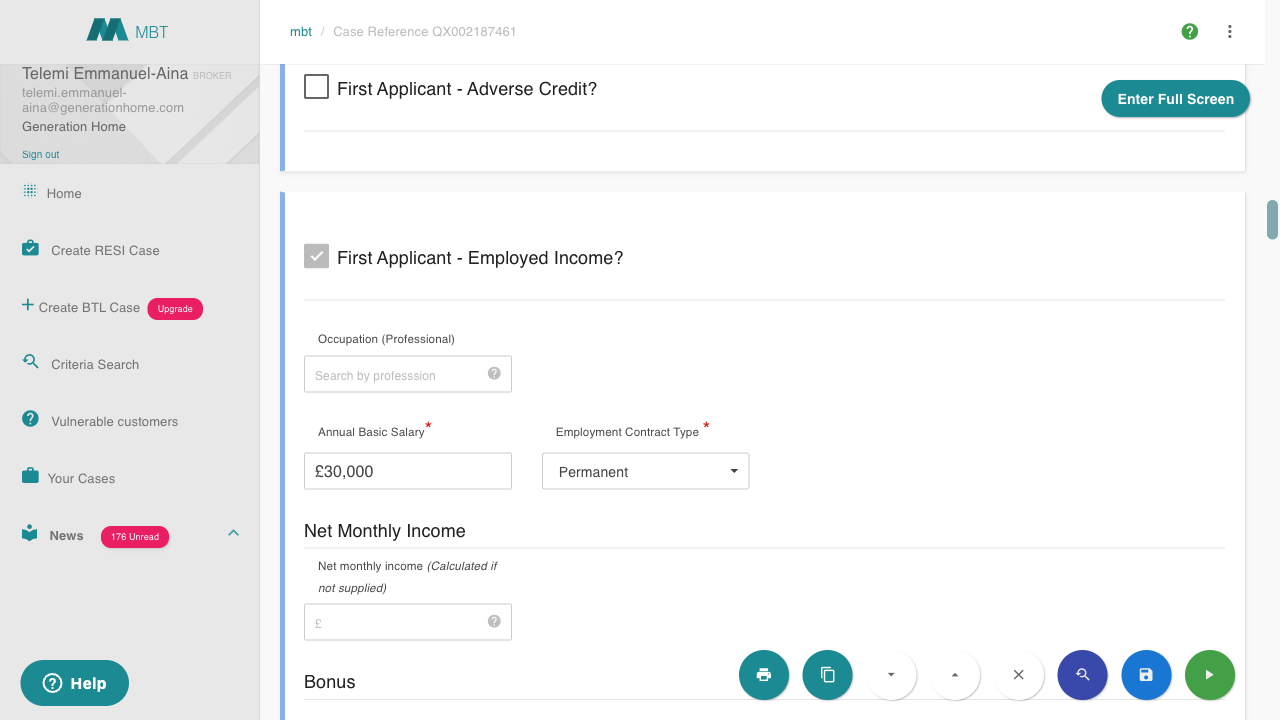 MBT
mbt / Case Reference QX002187461
Telemi Emmanuel-Aina BROKER
telemi.emmanuel-
aina@generationhome.com
Generation Home
Sign out
Home
Create RESI Case
Create BTL Case Upgrade
Criteria Search
Vulnerable customers
Your Cases
News 176 Unread
Help
First Applicant - Adverse Credit?
Enter Full Screen
First Applicant - Employed Income?
Occupation (Professional)
Search by professsion
Annual Basic Salary* Employment Contract Type *
£30,000 Permanent
Net Monthly Income
Net monthly income (Calculated if
not supplied)
£
Bonus